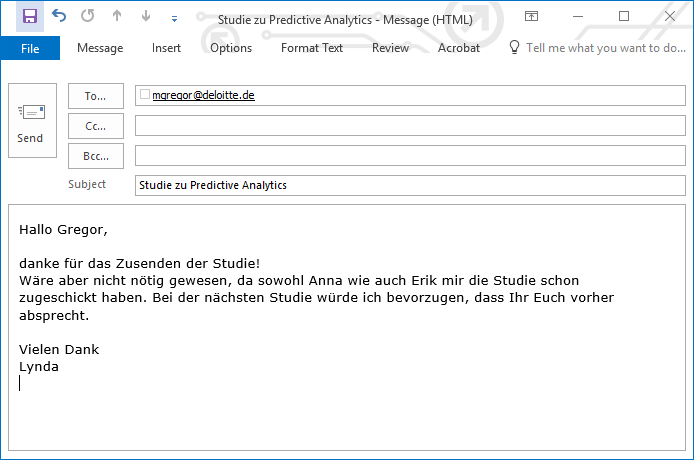 Studie zu Predictive Analytics - Message (HTML)
File Message Insert Options Format Text Review Acrobat Tell me what you want to do...
Send
To... mgregor@deloitte.de
Cc...
Bcc...
Subject Studie zu Predictive Analytics
Hallo Gregor,
danke für das Zusenden der Studie!
Wäre aber nicht nötig gewesen, da sowohl Anna wie auch Erik mir die Studie schon
zugeschickt haben. Bei der nächsten Studie würde ich bevorzugen, dass Ihr Euch vorher
absprecht.
Vielen Dank
Lynda